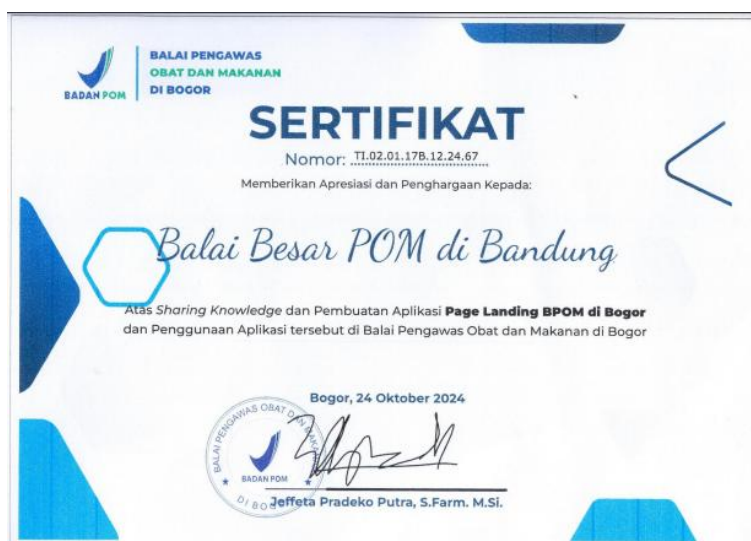 BADAN POM
BALAI PENGAWAS
OBAT DAN MAKANAN
DI BOGOR
SERTIFIKAT
Nomor: TI.02.01.17B.12.24.67
Memberikan Apresiasi dan Penghargaan Kepada:
Balai Besar POM di Bandung
Atas Sharing Knowledge dan Pembuatan Aplikasi Page Landing BPOM di Bogor
dan Penggunaan Aplikasi tersebut di Balai Pengawas Obat dan Makanan di Bogor
Bogor, 24 Oktober 2024
BALAI PENGAWAS OBAT DAN MAKANAN
BADAN POM
DI BOGOR
Jeffeta Pradeko Putra, S.Farm. M.Si.